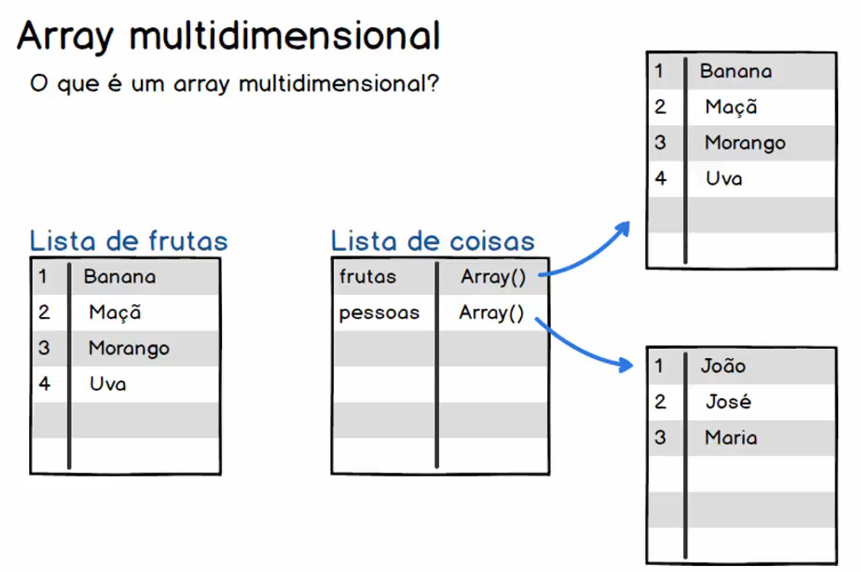 Array multidimensional
O que é um array multidimensional?
Lista de frutas
1 Banana
2 Maçã
3 Morango
4 Uva
Lista de coisas
frutas Array()
pessoas Array()
1 Banana
2 Maçã
3 Morango
4 Uva
1 João
2 José
3 Maria